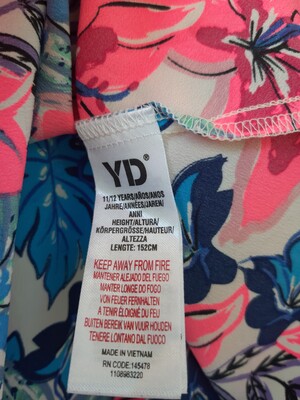 YD®
11/12 YEARS/AÑOS/ANOS
JAHRE/ANNÉES/JAREN/
ANNI
HEIGHT/ALTURA/
KÖRPERGRÖSSE/HAUTEUR/
ALTEZZA
LENGTE: 152CM
KEEP AWAY FROM FIRE
MANTENER ALEJADO DEL FUEGO
MANTER LONGE DO FOGO
VON FEUER FERNHALTEN
A TENIR ÉLOIGNÉ DU FEU
BUITEN BEREIK VAN VUUR HOUDEN
TENERE LONTANO DAL FUOCO
MADE IN VIETNAM
RN CODE:145478
1108983220